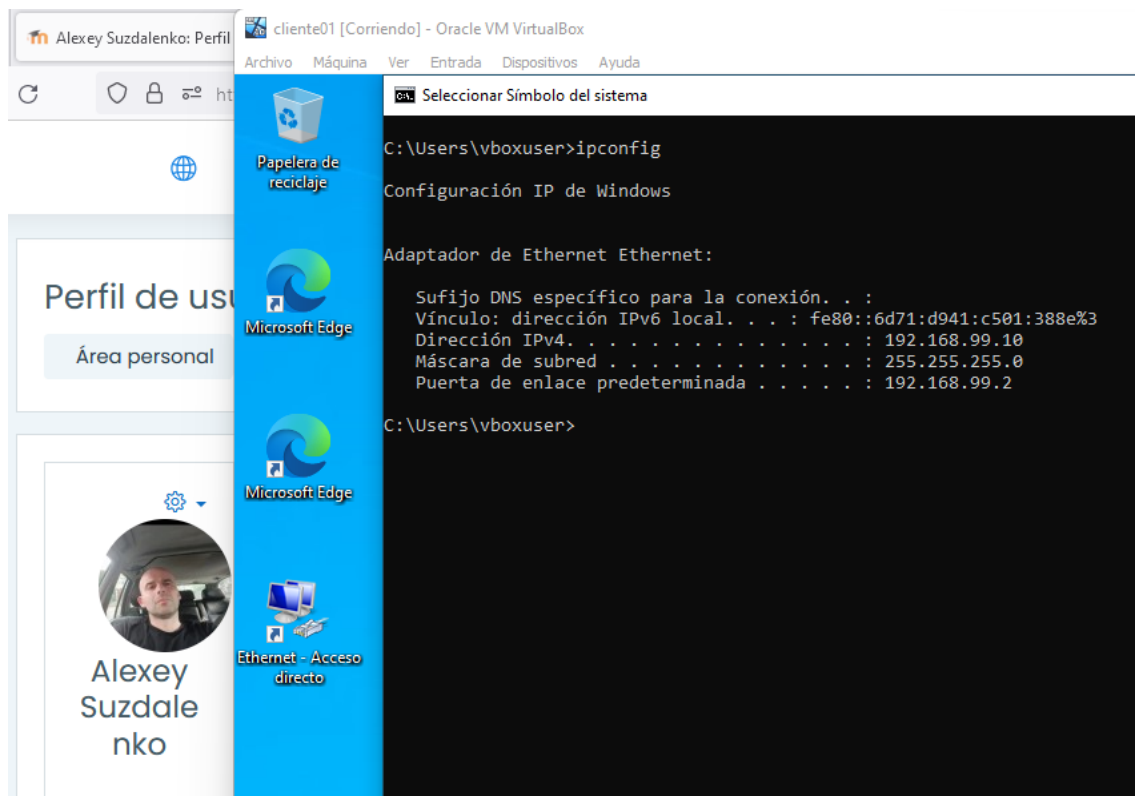 Alexey Suzdalenko: Perfil
ht
Perfil de usu
Área personal
Alexey
Suzdale
nko
cliente01 [Corriendo] - Oracle VM VirtualBox
Archivo Máquina Ver Entrada Dispositivos Ayuda
Papelera de
reciclaje
Microsoft Edge
Microsoft Edge
Ethernet - Acceso
directo
Seleccionar Símbolo del sistema
C:\Users\vboxuser>ipconfig
Configuración IP de Windows
Adaptador de Ethernet Ethernet:
Sufijo DNS específico para la conexión. . :
Vínculo: dirección IPv6 local. . . : fe80::6d71:d941:c501:388e%3
Dirección IPv4. . . . . . . . . . . . . . : 192.168.99.10
Máscara de subred . . . . . . . . . . . . : 255.255.255.0
Puerta de enlace predeterminada . . . . . : 192.168.99.2
C:\Users\vboxuser>